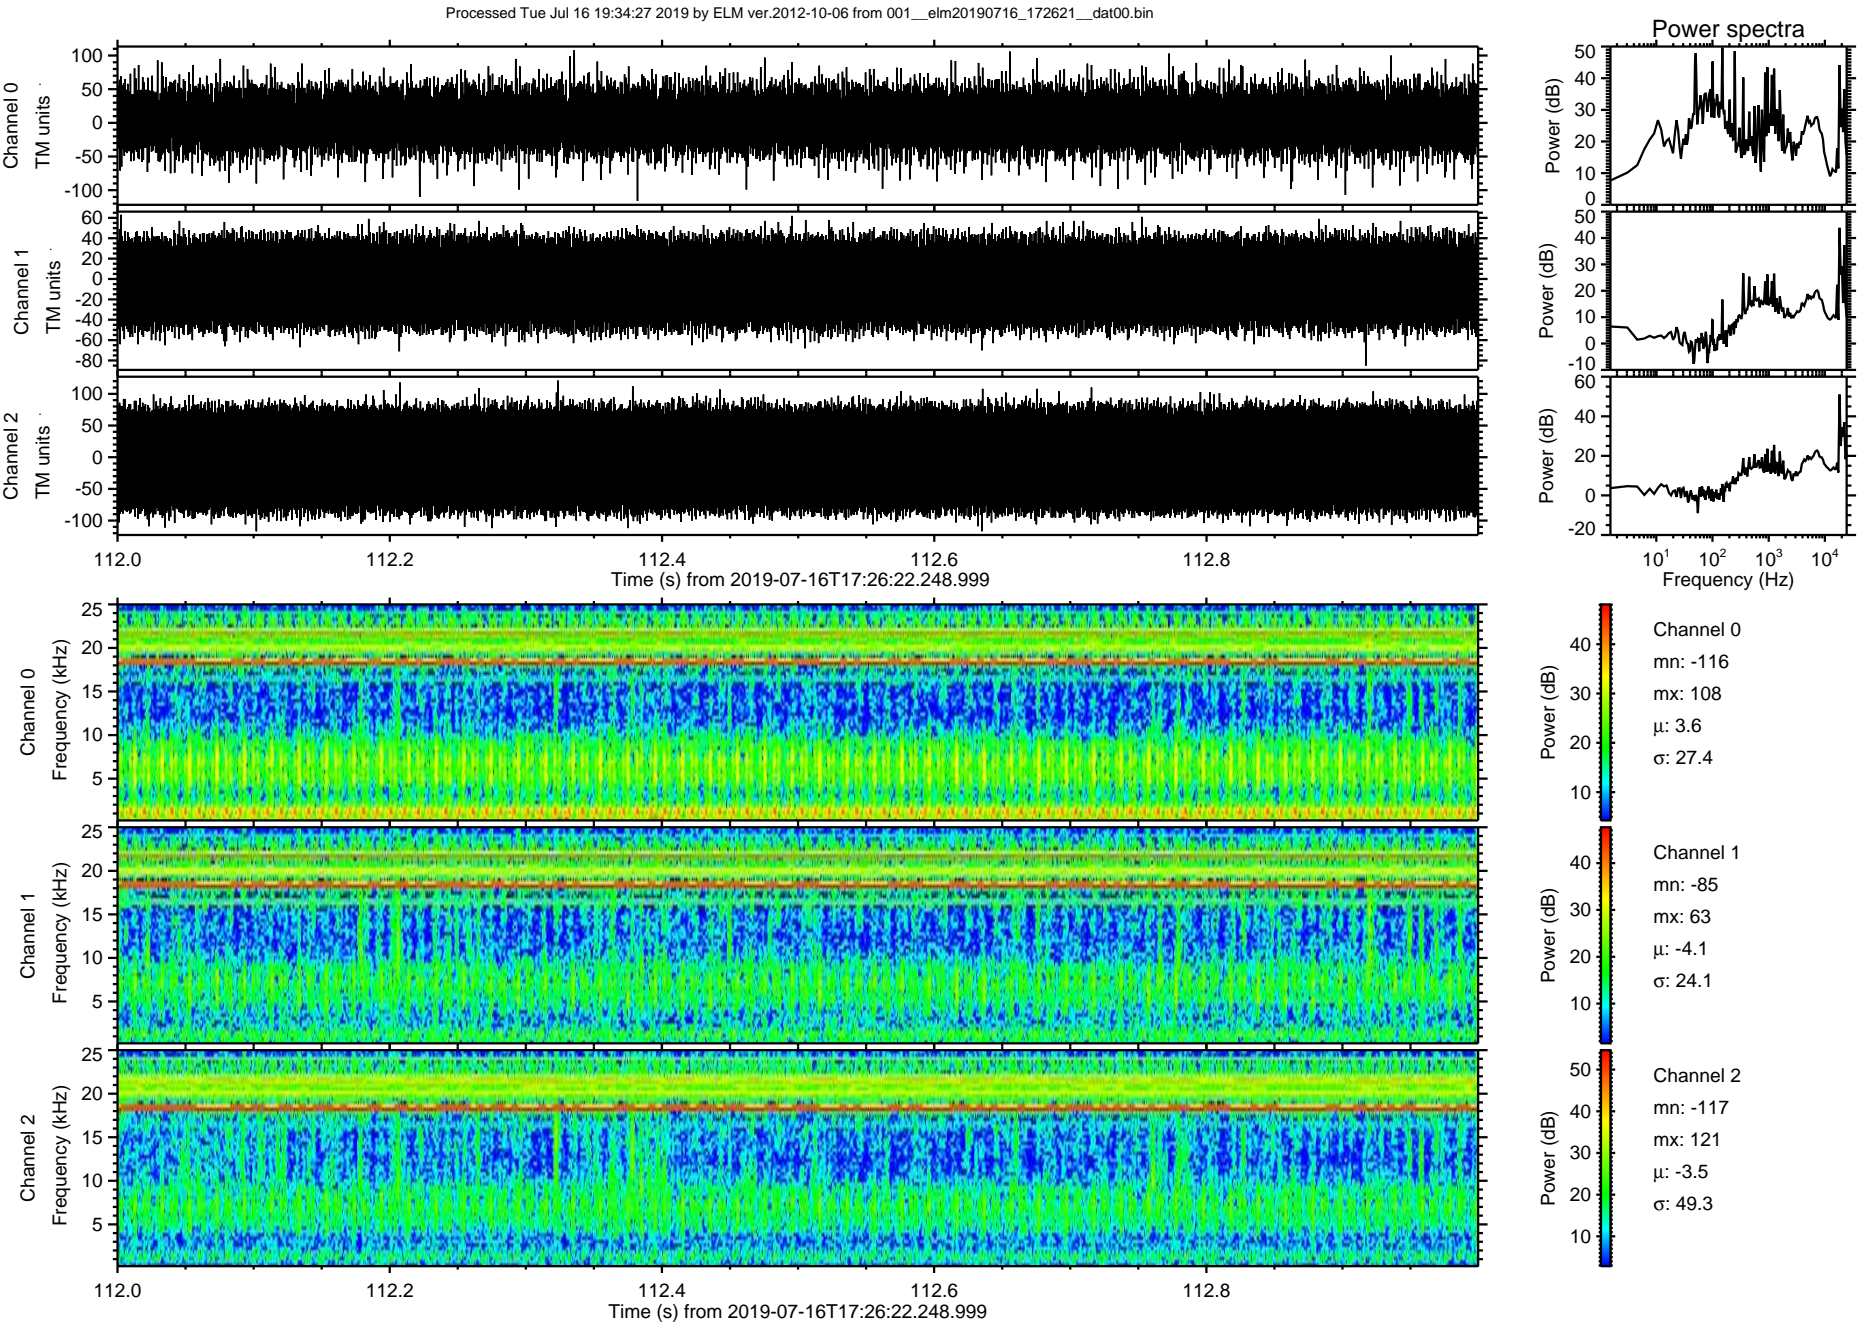 Processed Tue Jul 16 19:34:27 2019 by ELM ver.2012-10-06 from 001__elm20190716_172621__dat00.bin
Power spectra
Channel 0
TM units
100
50
0
-50
-100
Power (dB)
50
40
30
20
10
0
Channel 1
TM units
60
40
20
0
-20
-40
-60
-80
Power (dB)
50
40
30
20
10
0
-10
Channel 2
TM units
100
50
0
-50
-100
Power (dB)
60
40
20
0
-20
112.0 112.2 112.4 112.6 112.8
Time (s) from 2019-07-16T17:26:22.248.999
10^1 10^2 10^3 10^4
Frequency (Hz)
Channel 0
Frequency (kHz)
25
20
15
10
5
Power (dB)
40
30
20
10
Channel 0
mn: -116
mx: 108
μ: 3.6
σ: 27.4
Channel 1
Frequency (kHz)
25
20
15
10
5
Power (dB)
40
30
20
10
Channel 1
mn: -85
mx: 63
μ: -4.1
σ: 24.1
Channel 2
Frequency (kHz)
25
20
15
10
5
Power (dB)
50
40
30
20
10
Channel 2
mn: -117
mx: 121
μ: -3.5
σ: 49.3
112.0 112.2 112.4 112.6 112.8
Time (s) from 2019-07-16T17:26:22.248.999